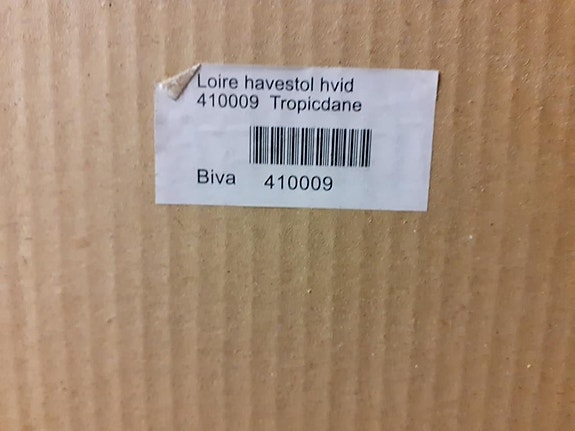 Loire havestol hvid
410009 Tropicdane
Biva 410009